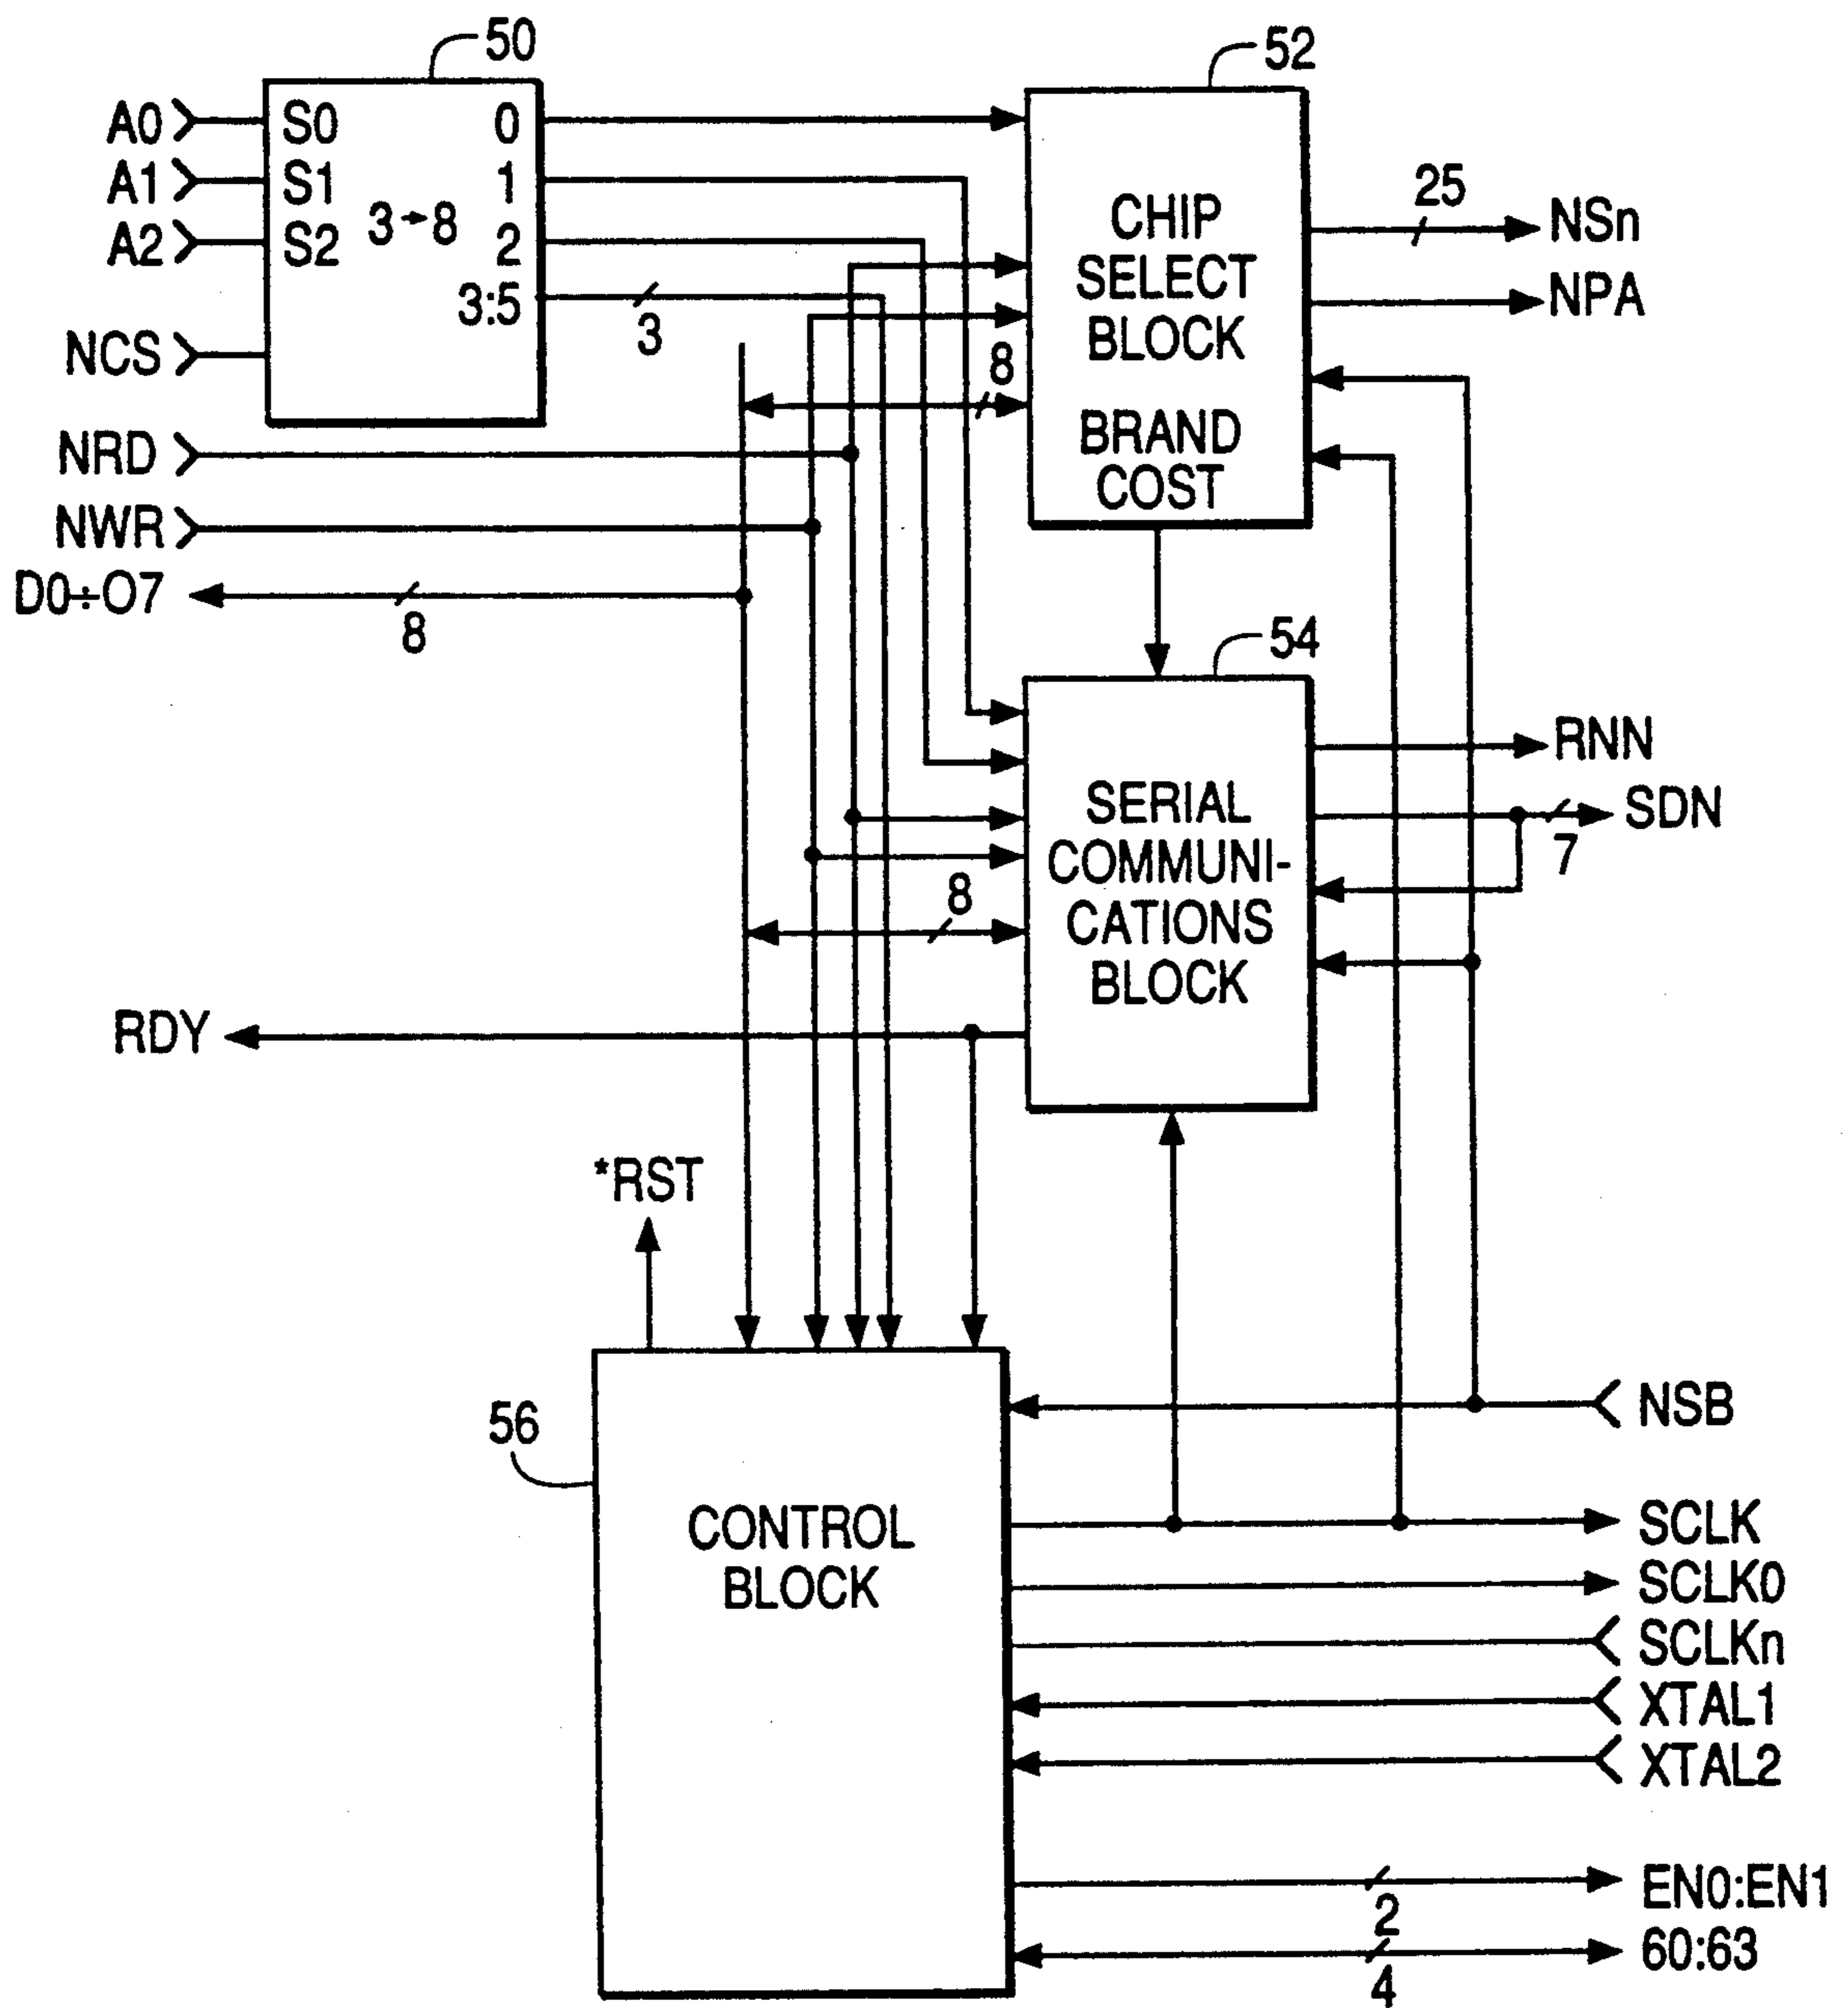 50
52
A0
S0
0
A1
S1
1
A2
S2
3→8
2
3:5
3
NCS
NRD
NWR
D0÷O7
8
CHIP
SELECT
BLOCK
BRAND
COST
8
25
NSn
NPA
54
SERIAL
COMMUNI-
CATIONS
BLOCK
8
RNN
SDN
7
RDY
*RST
56
CONTROL
BLOCK
NSB
SCLK
SCLK0
SCLKn
XTAL1
XTAL2
EN0:EN1
2
60:63
4